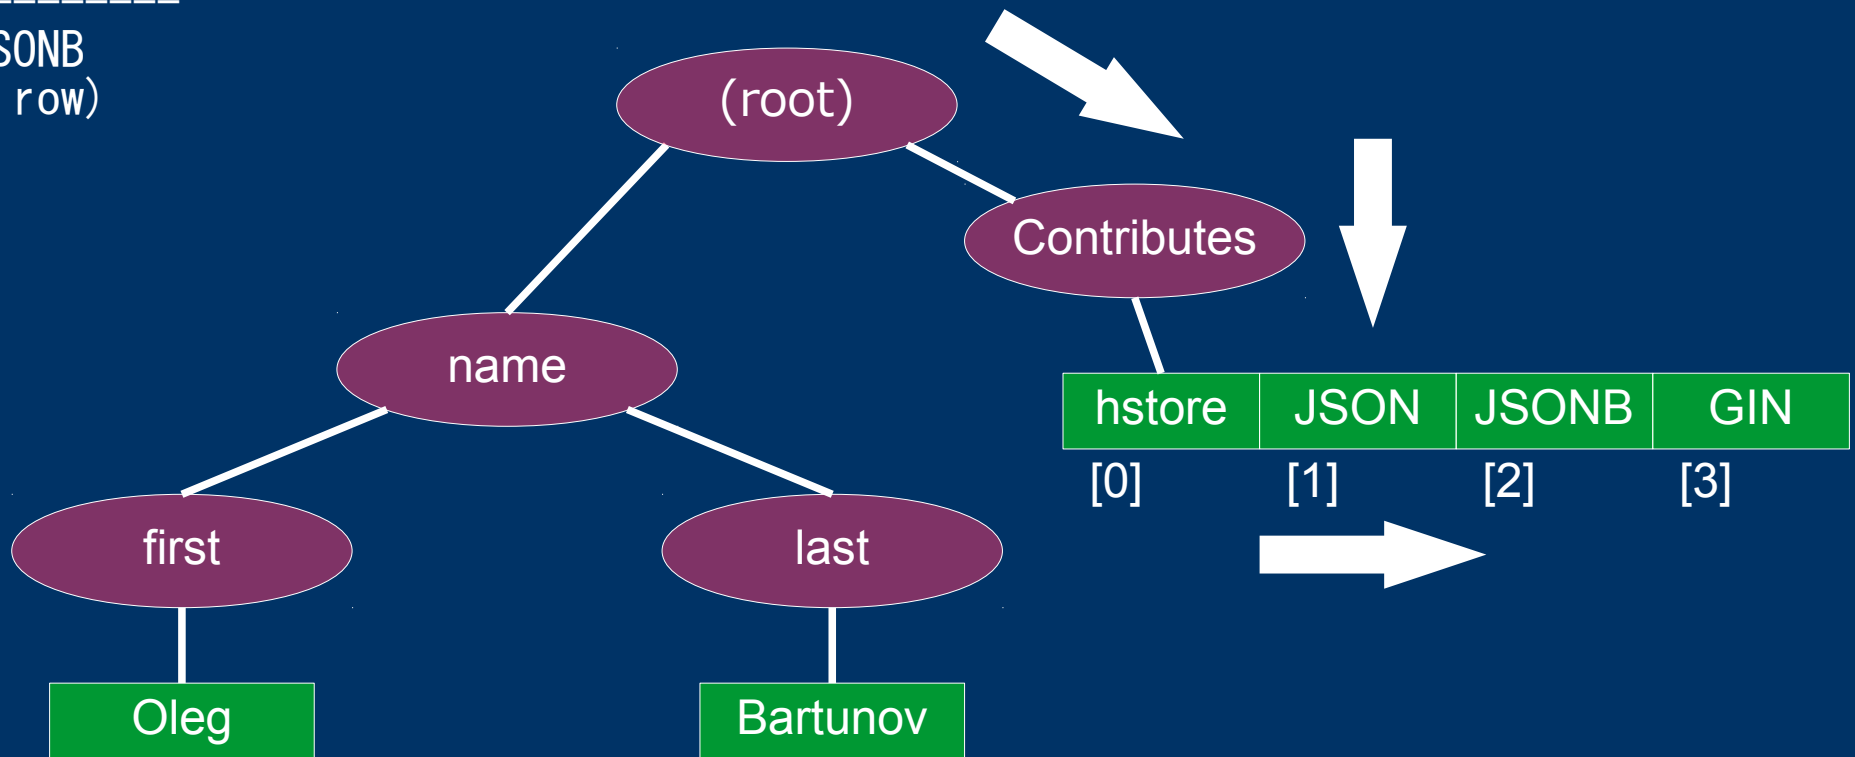 SONB
row)
(root)
Contributes
name
hstore JSON JSONB GIN
[0] [1] [2] [3]
first last
Oleg Bartunov